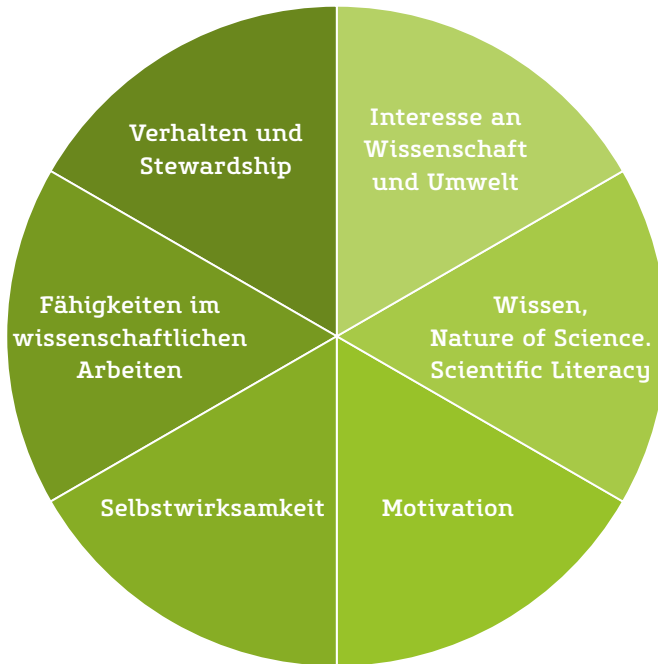 Interesse an
Wissenschaft
und Umwelt
Wissen,
Nature of Science.
Scientific Literacy
Motivation
Selbstwirksamkeit
Fähigkeiten im
wissenschaftlichen
Arbeiten
Verhalten und
Stewardship